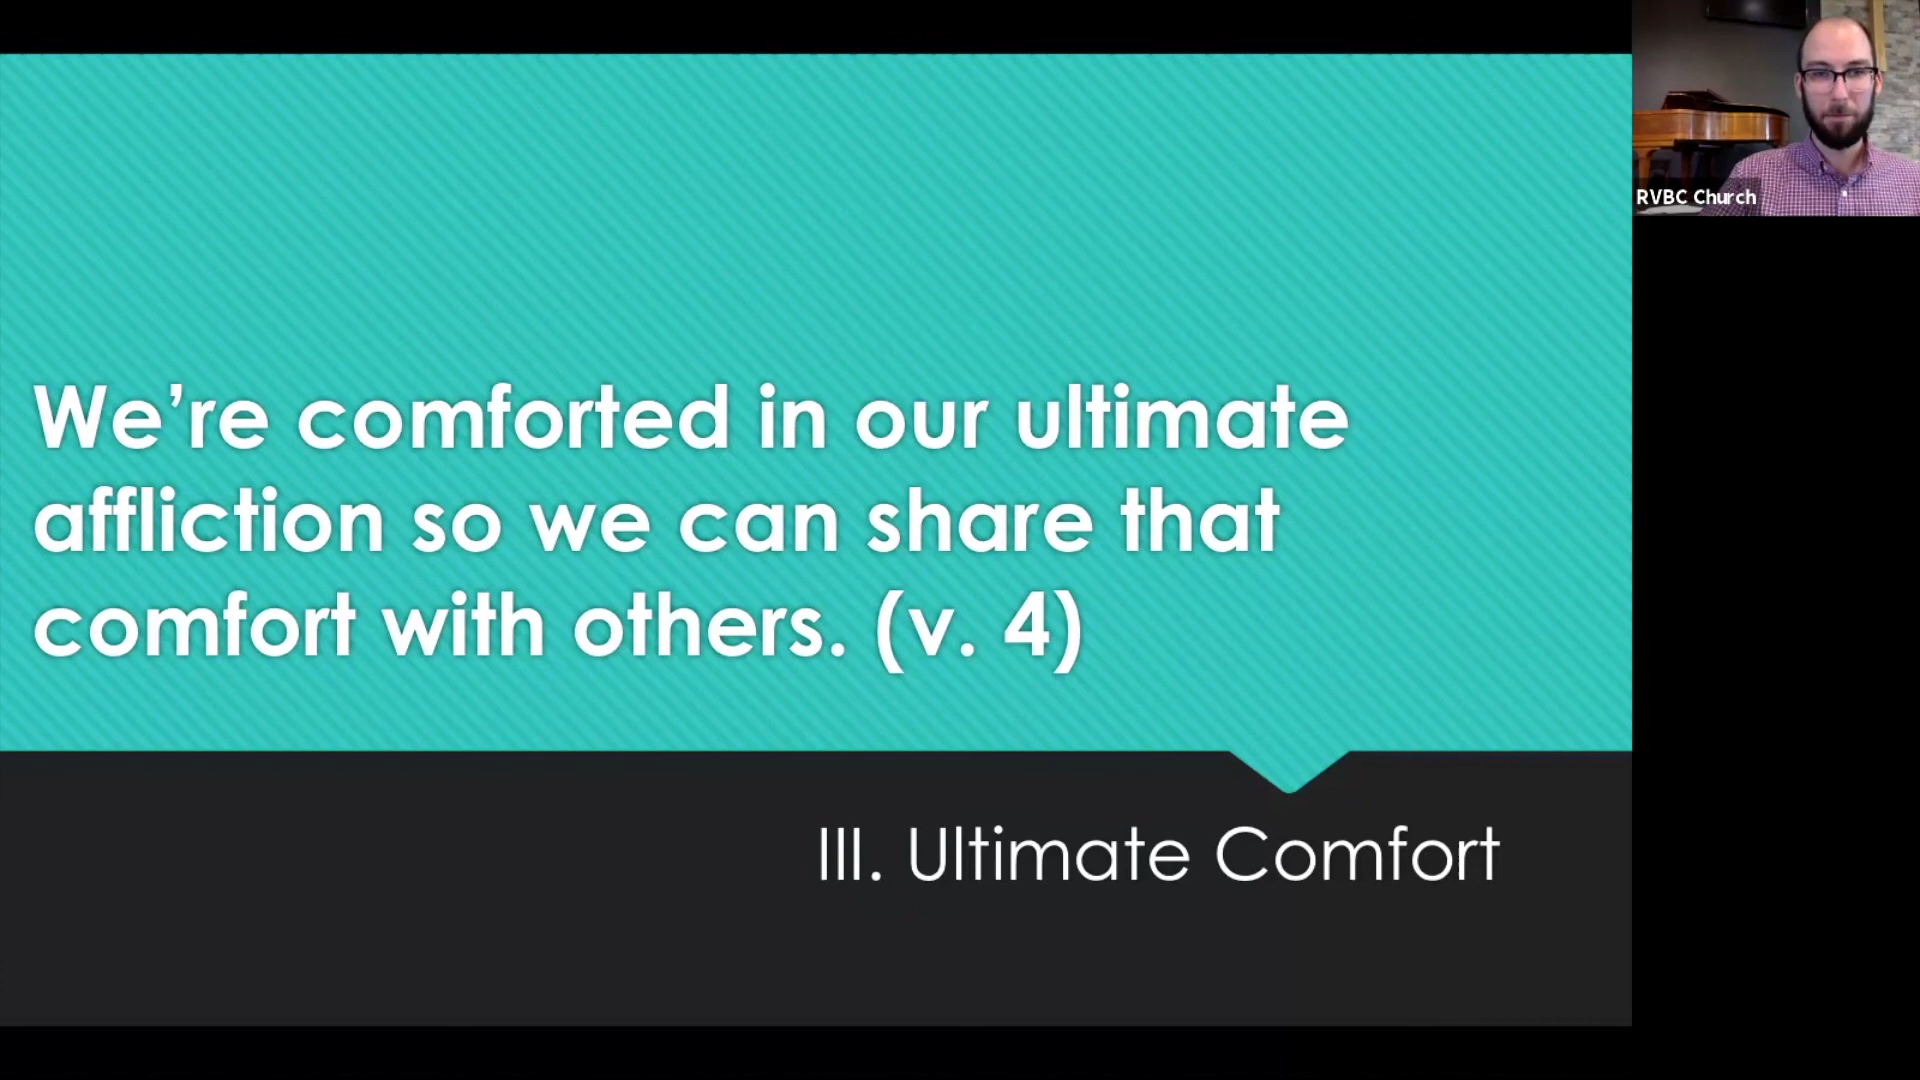 We’re comforted in our ultimate
affliction so we can share that
comfort with others. (v. 4)
III. Ultimate Comfort
RVBC Church